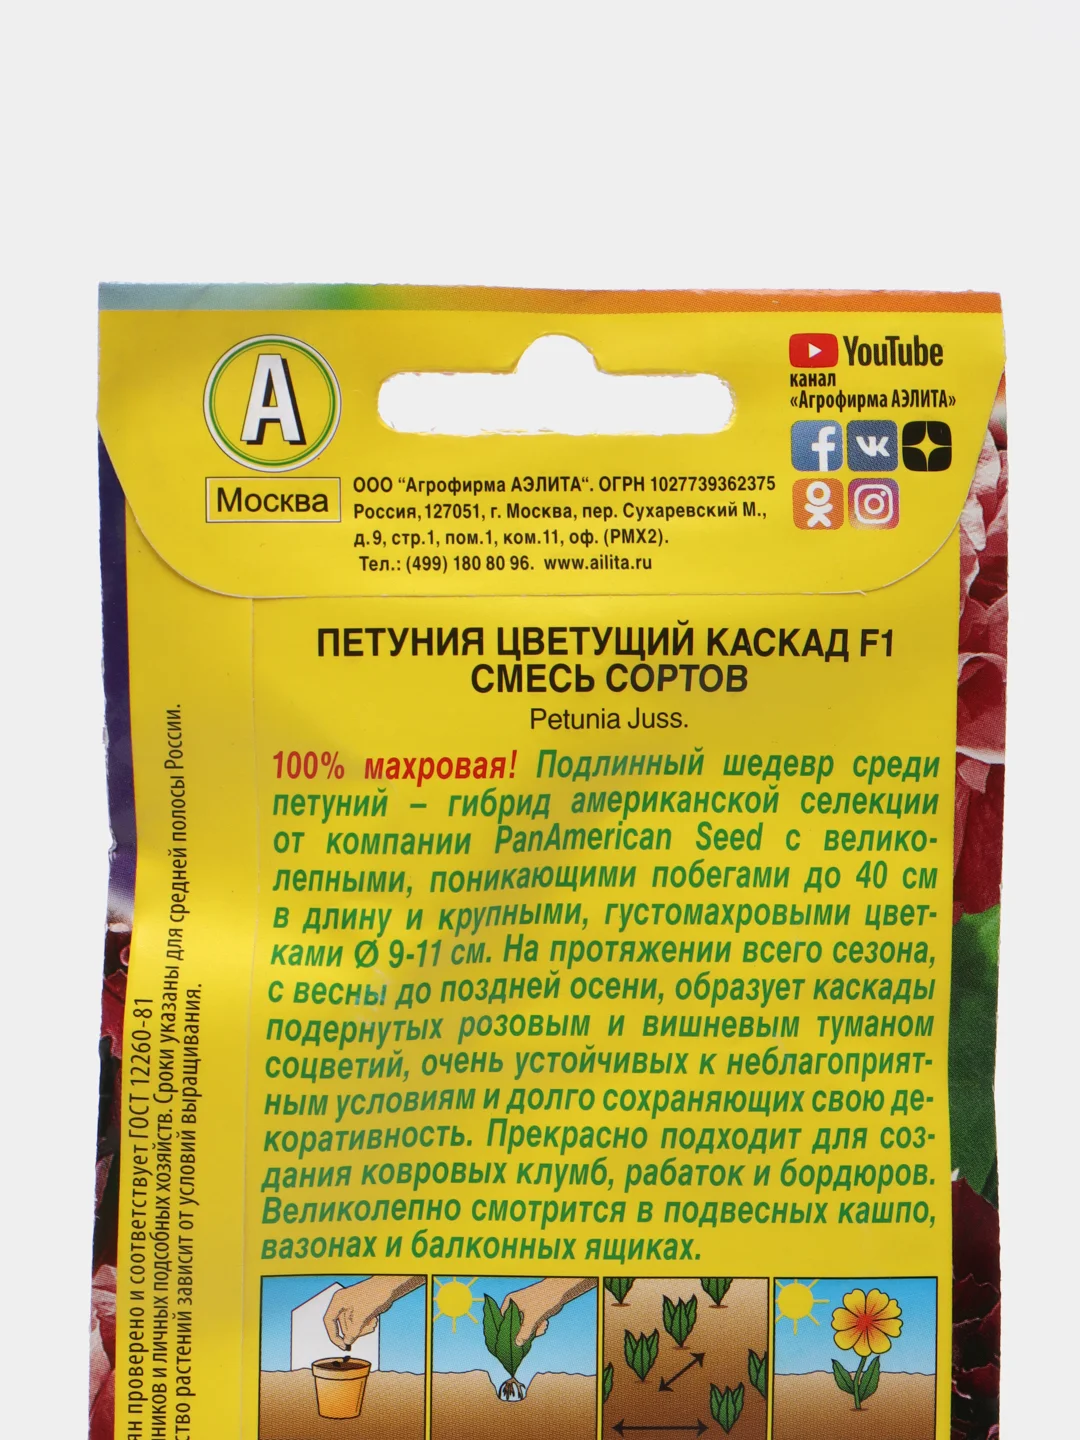 А
Москва
YouTube
канал
«Агрофирма АЭЛИТА»
ООО “Агрофирма АЭЛИТА“. ОГРН 1027739362375
Россия, 127051, г. Москва, пер. Сухаревский М.,
д.9, стр.1, пом.1, ком.11, оф. (РМХ2).
Тел.: (499) 180 80 96. www.ailita.ru
ПЕТУНИЯ ЦВЕТУЩИЙ КАСКАД F1
СМЕСЬ СОРТОВ
Petunia Juss.
100% махровая! Подлинный шедевр среди
петуний – гибрид американской селекции
от компании PanAmerican Seed с велико-
лепными, поникающими побегами до 40 см
в длину и крупными, густомахровыми цвет-
ками Ø 9-11 см. На протяжении всего сезона,
с весны до поздней осени, образует каскады
подернутых розовым и вишневым туманом
соцветий, очень устойчивых к неблагоприят-
ным условиям и долго сохраняющих свою де-
коративность. Прекрасно подходит для соз-
дания ковровых клумб, рабаток и бордюров.
Великолепно смотрится в подвесных кашпо,
вазонах и балконных ящиках.
проверено и соответствует ГОСТ 12260-81
и личных подсобных хозяйств. Сроки указаны для средней полосы России.
растений зависит от условий выращивания.